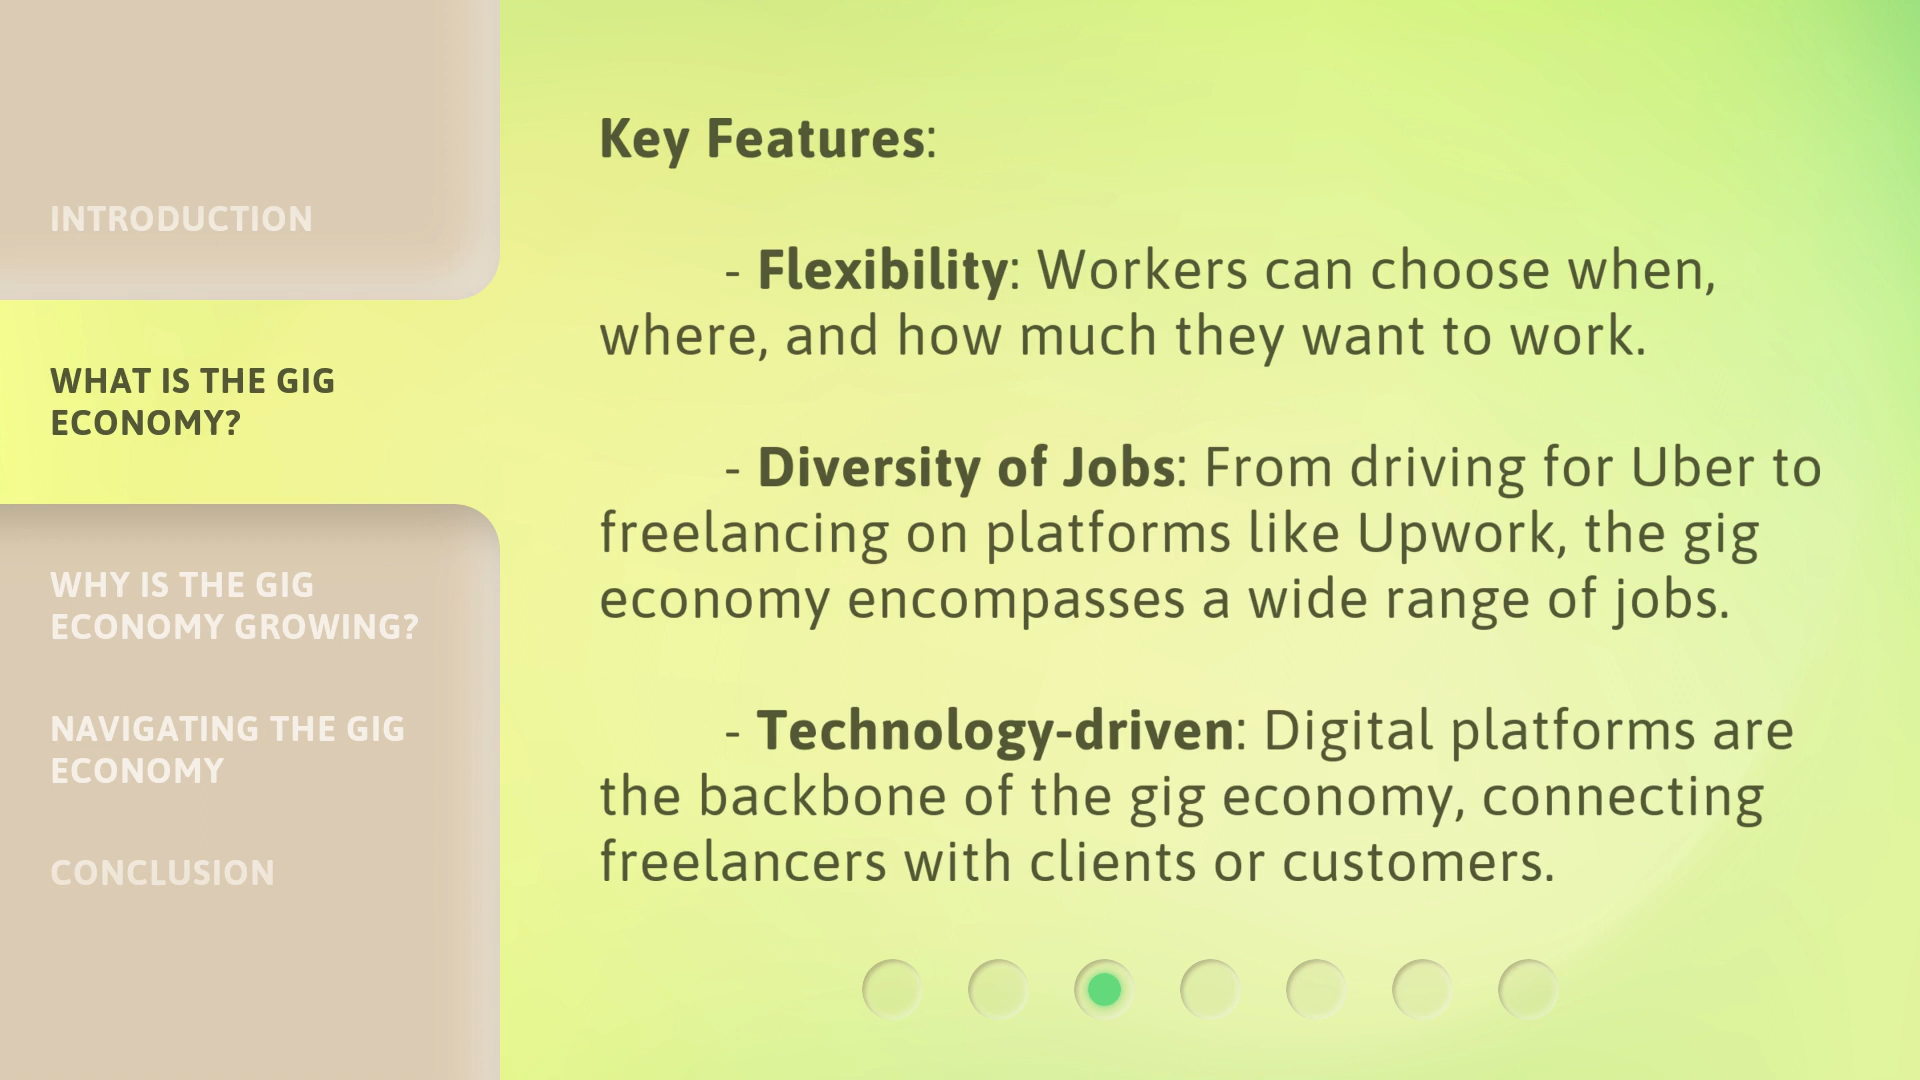 INTRODUCTION
WHAT IS THE GIG
ECONOMY?
WHY IS THE GIG
ECONOMY GROWING?
NAVIGATING THE GIG
ECONOMY
CONCLUSION
Key Features:
- Flexibility: Workers can choose when,
where, and how much they want to work.
- Diversity of Jobs: From driving for Uber to
freelancing on platforms like Upwork, the gig
economy encompasses a wide range of jobs.
- Technology-driven: Digital platforms are
the backbone of the gig economy, connecting
freelancers with clients or customers.